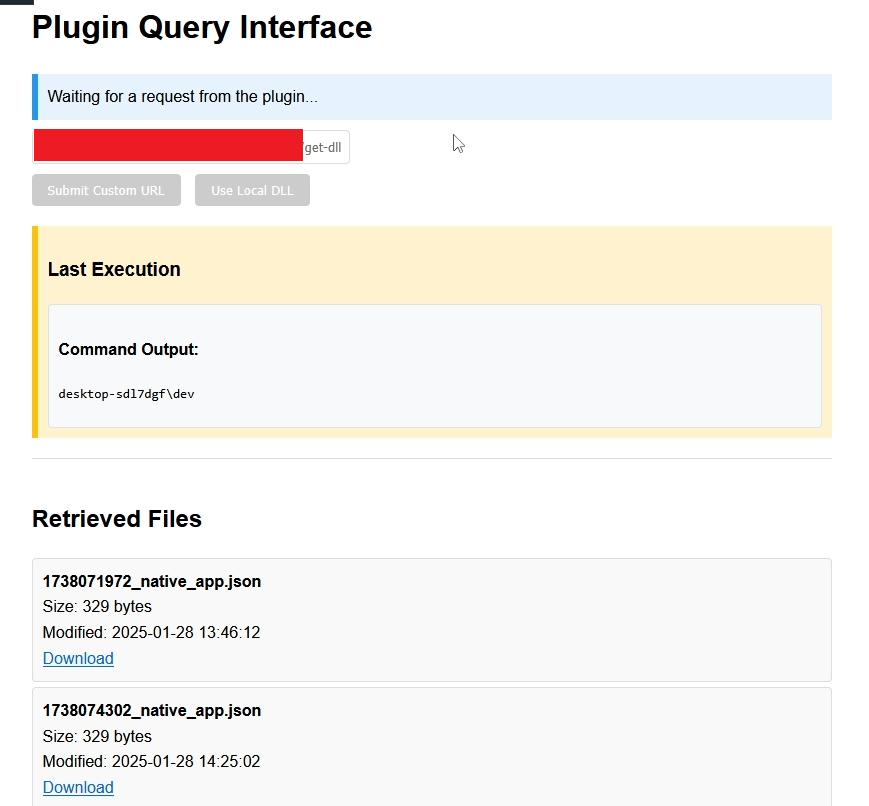 Plugin Query Interface
Waiting for a request from the plugin...
get-dll
Submit Custom URL Use Local DLL
Last Execution
Command Output:
desktop-sdl7dgf\dev
Retrieved Files
1738071972_native_app.json
Size: 329 bytes
Modified: 2025-01-28 13:46:12
Download
1738074302_native_app.json
Size: 329 bytes
Modified: 2025-01-28 14:25:02
Download